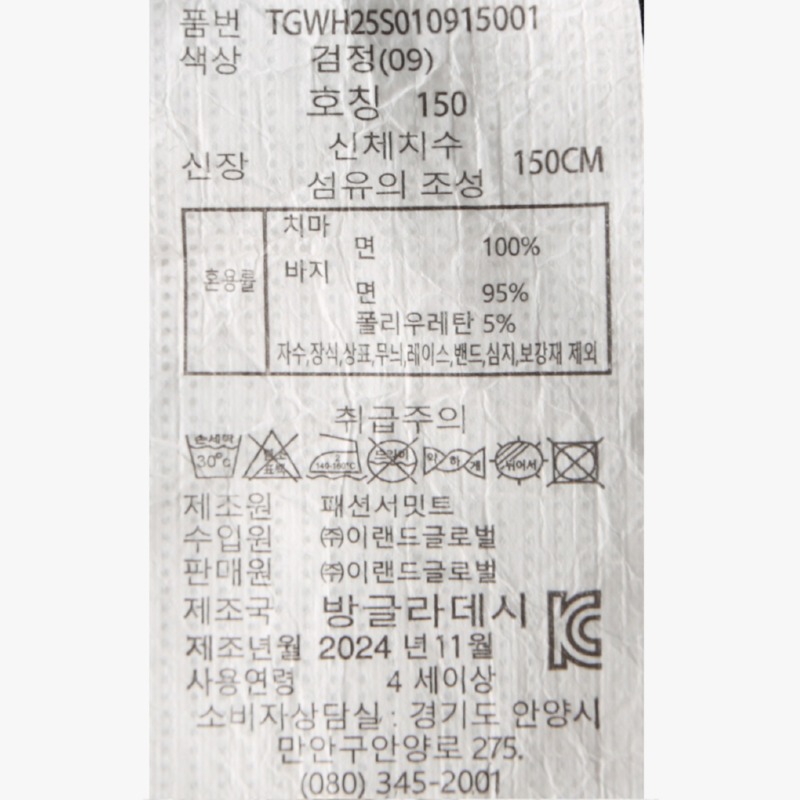 품번 TGWH25S010915001
색상 검정(09)
호칭 150
신체치수
신장 150CM
섬유의 조성
혼용률
치마
면 100%
바지
면 95%
폴리우레탄 5%
자수,장식,상표,무늬,레이스,밴드,심지,보강재 제외
취급주의
손세탁 30°c 염소 표백 140-160°C 드라이 약하게 뉘어서
제조원 패션서밋트
수입원 ㈜이랜드글로벌
판매원 ㈜이랜드글로벌
제조국 방글라데시
제조년월 2024 년11월
사용연령 4 세이상
소비자상담실 : 경기도 안양시
만안구안양로 275.
(080) 345-2001